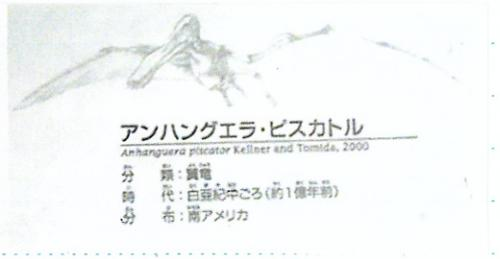 アンハングエラ・ピスカトル
Anhanguera piscator Kellner and Tomida, 2000
分 類：翼竜
時 代：白亜紀中ごろ（約1億年前）
分 布：南アメリカ